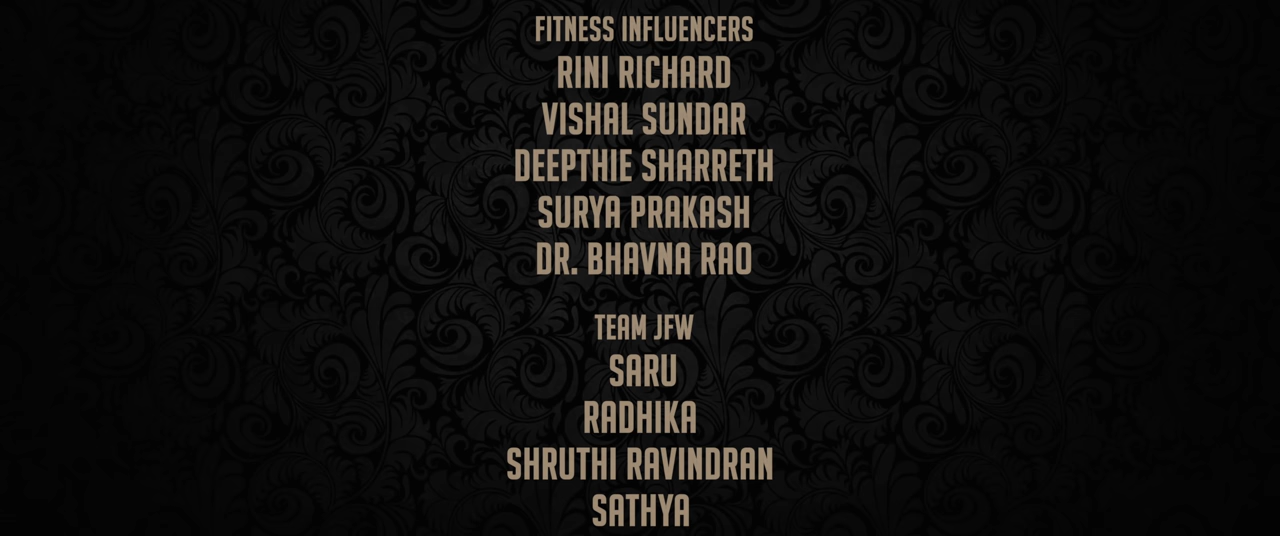 FITNESS INFLUENCERS
RINI RICHARD
VISHAL SUNDAR
DEEPTHIE SHARRETH
SURYA PRAKASH
DR. BHAVNA RAO
TEAM JFW
SARU
RADHIKA
SHRUTHI RAVINDRAN
SATHYA